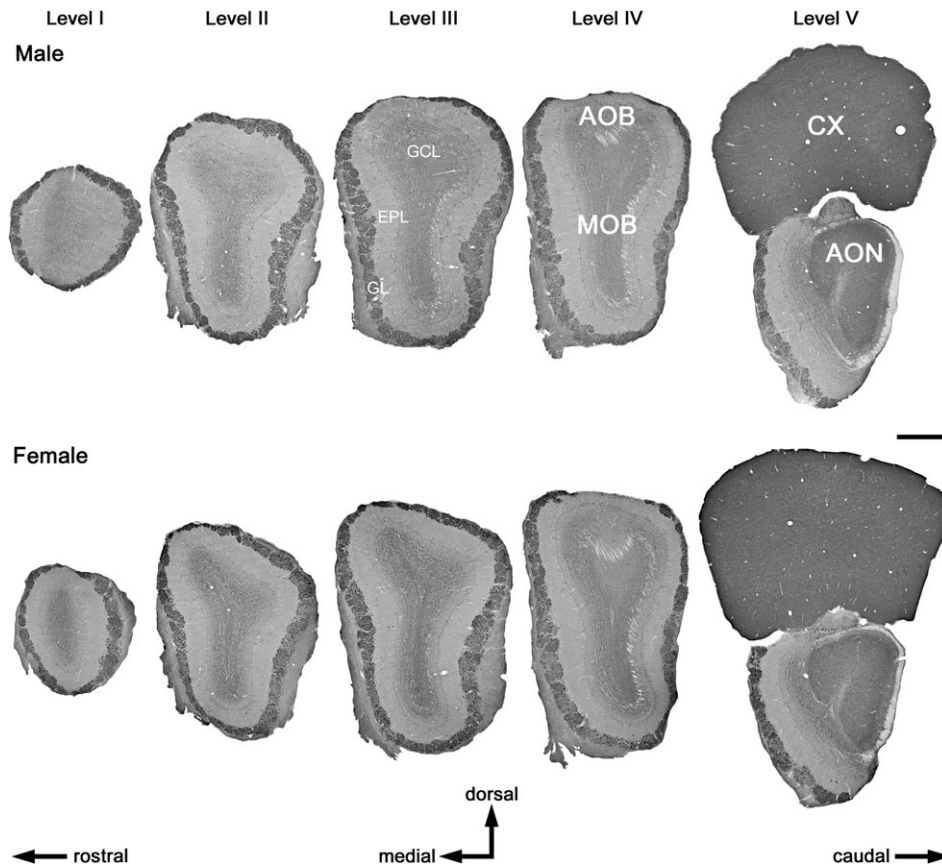 Level I Level II Level III Level IV Level V
Male
AOB
CX
GCL
EPL
MOB
AON
GL
Female
dorsal
rostral medial caudal